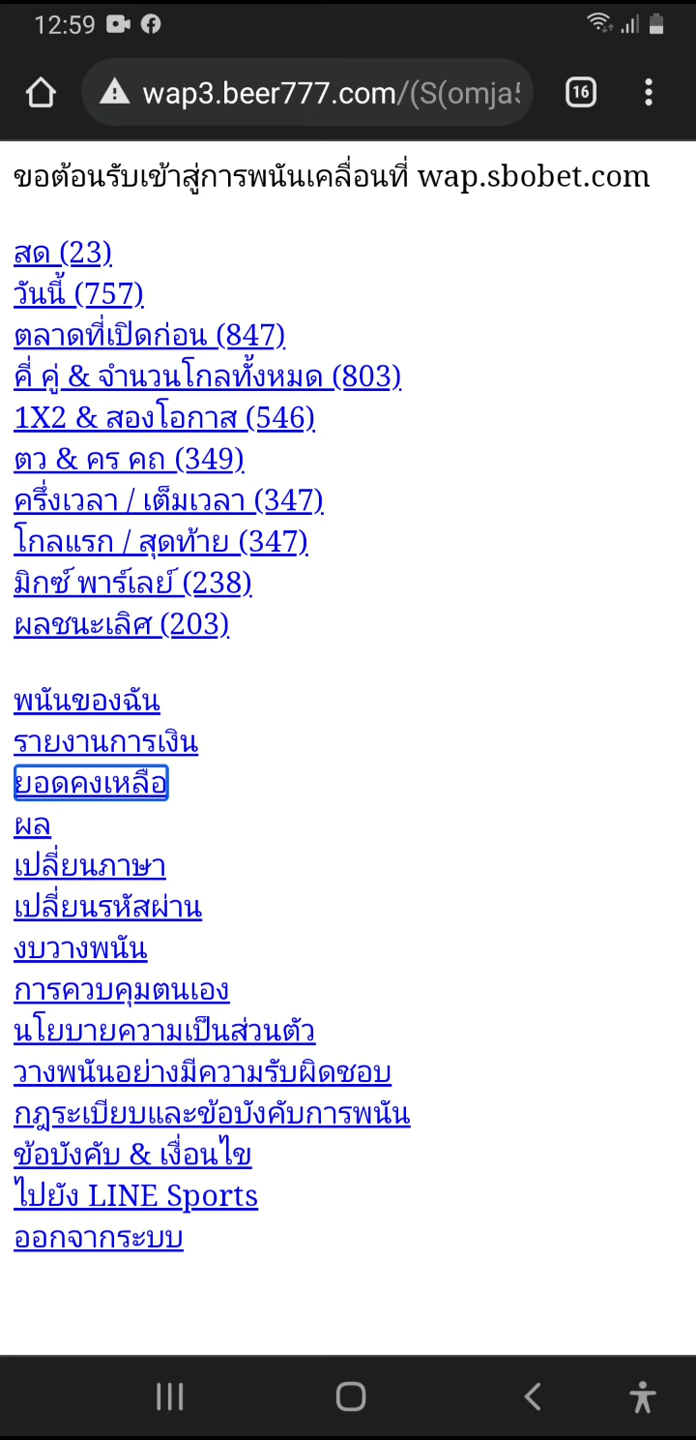 12:59
wap3.beer777.com/(S(omja
16
ขอต้อนรับเข้าสู่การพนันเคลื่อนที่ wap.sbobet.com
สด (23)
วันนี้ (757)
ตลาดที่เปิดก่อน (847)
คี่ คู่ & จำนวนโกลทั้งหมด (803)
1X2 & สองโอกาส (546)
ตว & คร คถ (349)
ครึ่งเวลา / เต็มเวลา (347)
โกลแรก / สุดท้าย (347)
มิกซ์ พาร์เลย์ (238)
ผลชนะเลิศ (203)
พนันของฉัน
รายงานการเงิน
ยอดคงเหลือ
ผล
เปลี่ยนภาษา
เปลี่ยนรหัสผ่าน
งบวางพนัน
การควบคุมตนเอง
นโยบายความเป็นส่วนตัว
วางพนันอย่างมีความรับผิดชอบ
กฎระเบียบและข้อบังคับการพนัน
ข้อบังคับ & เงื่อนไข
ไปยัง LINE Sports
ออกจากระบบ